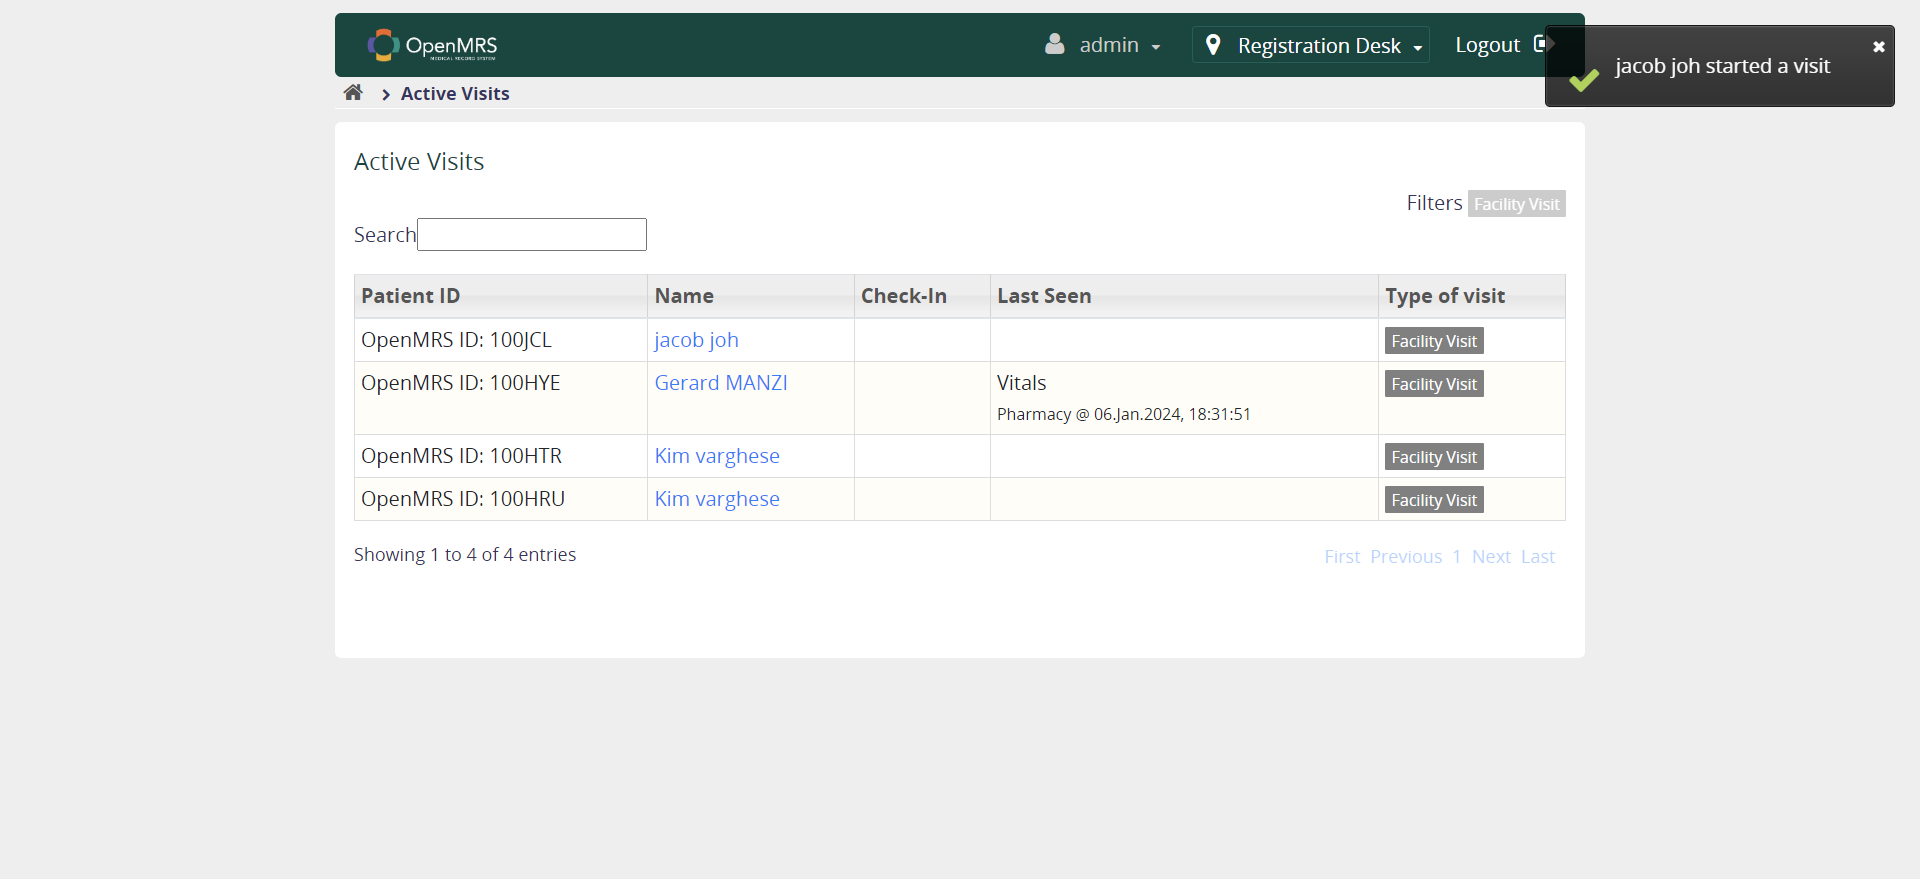 OpenMRS
MEDICAL RECORD SYSTEM
admin
Registration Desk
Logout
jacob joh started a visit
Active Visits
Active Visits
Filters Facility Visit
Search
Patient ID Name Check-In Last Seen Type of visit
OpenMRS ID: 100JCL jacob joh Facility Visit
OpenMRS ID: 100HYE Gerard MANZI Vitals Facility Visit
Pharmacy @ 06.Jan.2024, 18:31:51
OpenMRS ID: 100HTR Kim varghese Facility Visit
OpenMRS ID: 100HRU Kim varghese Facility Visit
Showing 1 to 4 of 4 entries
First Previous 1 Next Last